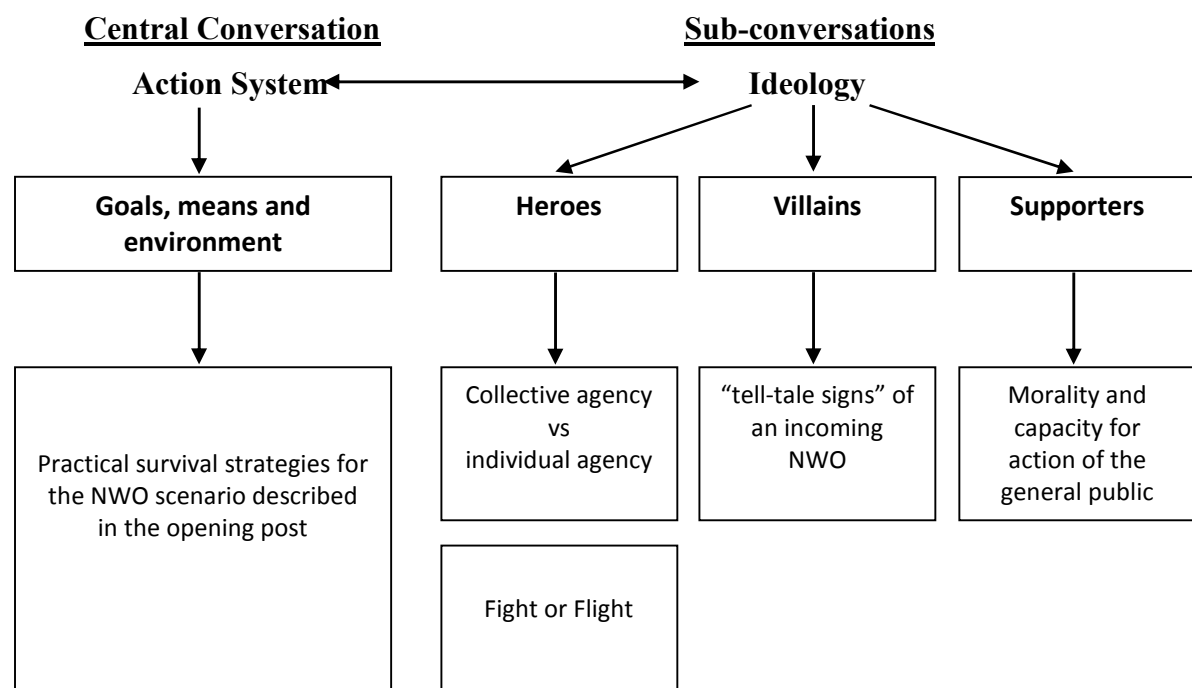 Central Conversation
Sub-conversations
Action System
Ideology
Goals, means and
environment
Heroes
Villains
Supporters
Practical survival strategies for
the NWO scenario described
in the opening post
Collective agency
vs
individual agency
“tell-tale signs” of
an incoming
NWO
Morality and
capacity for
action of the
general public
Fight or Flight